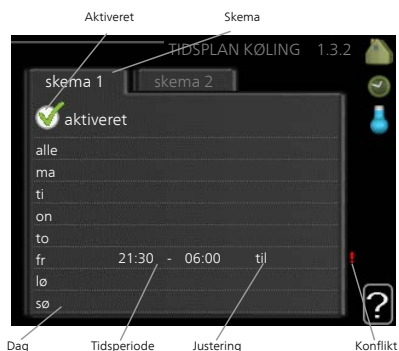 Aktiveret Skema
TIDSPLAN KØLING 1.3.2
skema 1 skema 2
aktiveret
alle
ma
ti
on
to
fr 21:30 - 06:00 til !
lø
sø ?
Dag Tidsperiode Justering Konflikt